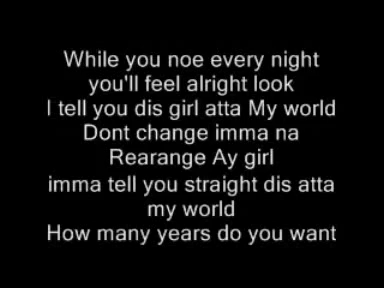 While you noe every night
you'll feel alright look
I tell you dis girl atta My world
Dont change imma na
Rearange Ay girl
imma tell you straight dis atta
my world
How many years do you want